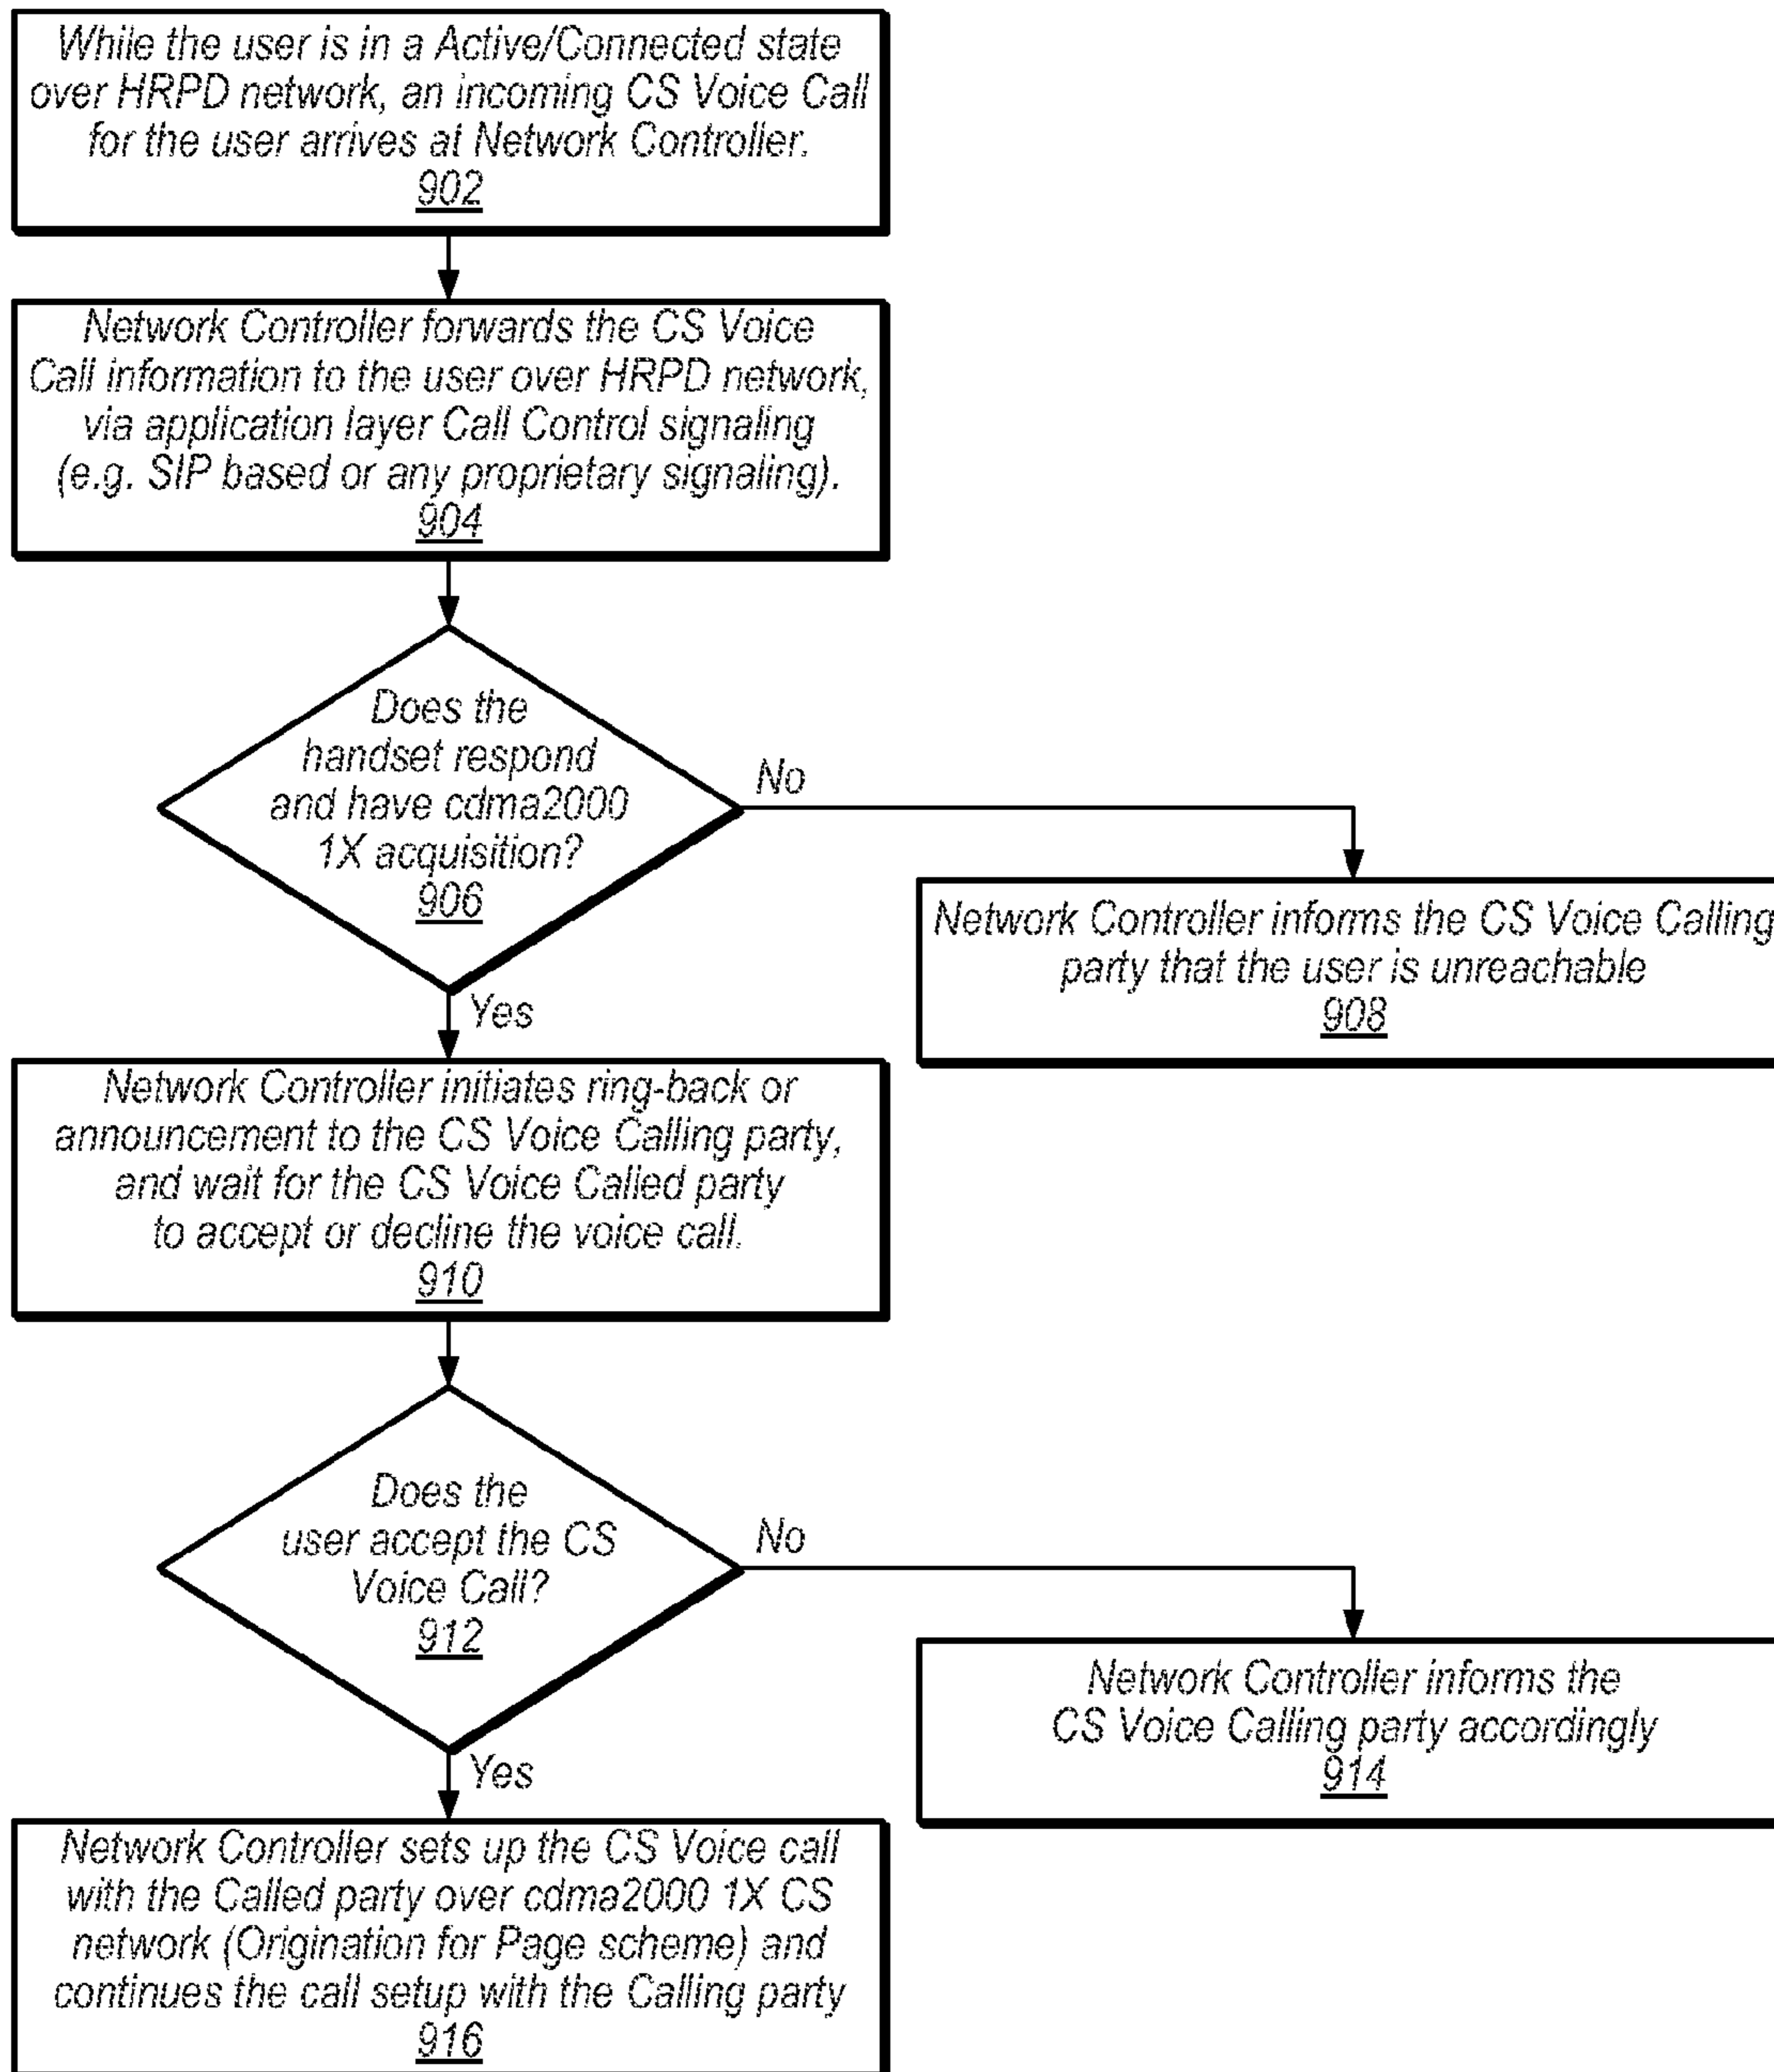 While the user is in a Active/Connected state
over HRPD network, an incoming CS Voice Call
for the user arrives at Network Controller.
902
Network Controller forwards the CS Voice
Call information to the user over HRPD network,
via application layer Call Control signaling
(e.g. SIP based or any proprietary signaling).
904
Does the
handset respond
and have cdma2000
1X acquisition?
906
No
Network Controller informs the CS Voice Calling
party that the user is unreachable
908
Yes
Network Controller initiates ring-back or
announcement to the CS Voice Calling party,
and wait for the CS Voice Called party
to accept or decline the voice call.
910
Does the
user accept the CS
Voice Call?
912
No
Network Controller informs the
CS Voice Calling party accordingly
914
Yes
Network Controller sets up the CS Voice call
with the Called party over cdma2000 1X CS
network (Origination for Page scheme) and
continues the call setup with the Calling party
916